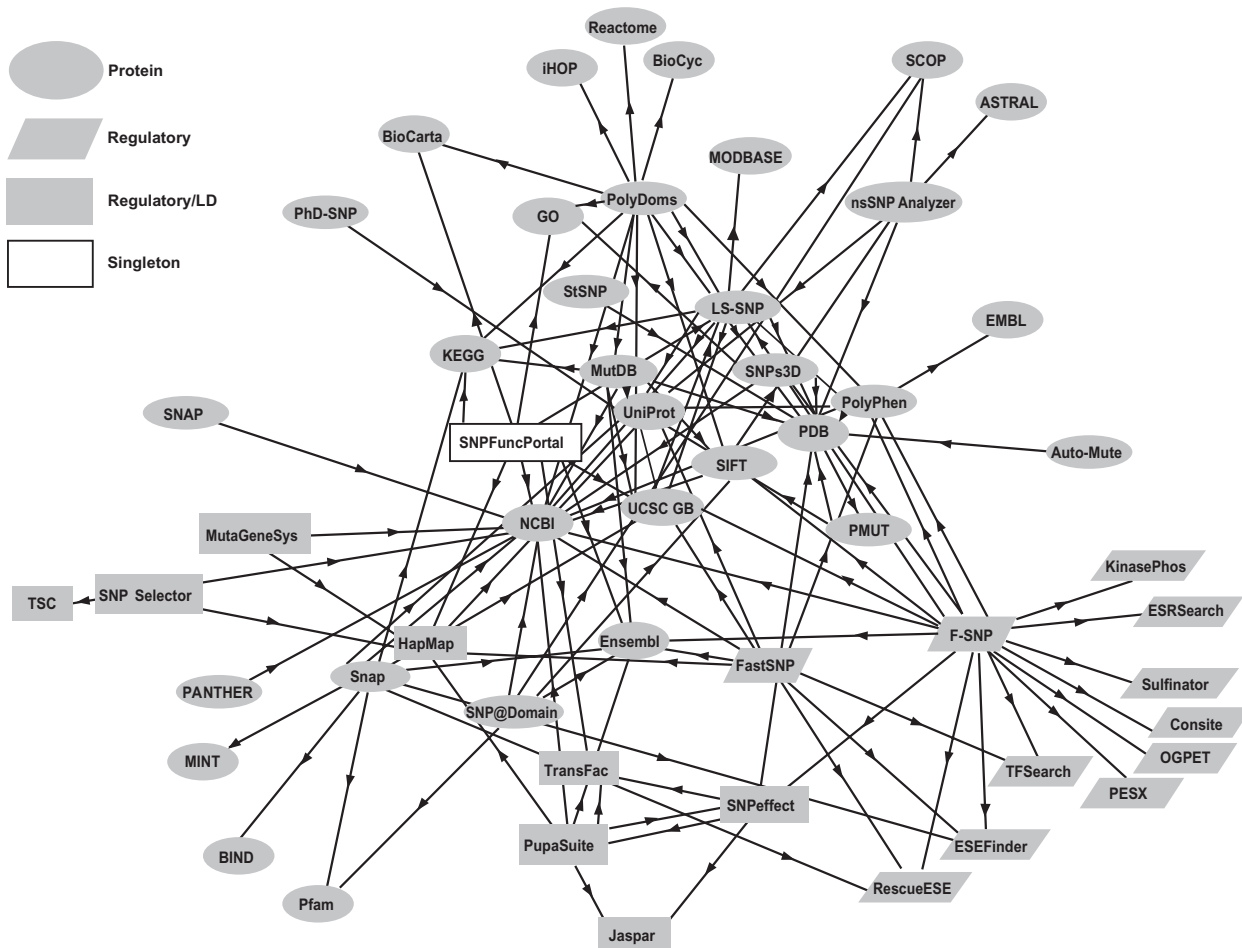 Reactome
iHOP
BioCyc
SCOP
Protein
ASTRAL
Regulatory
BioCarta
MODBASE
Regulatory/LD
PolyDoms
nsSNP Analyzer
PhD-SNP
GO
Singleton
StSNP
LS-SNP
EMBL
KEGG
MutDB
SNPs3D
PolyPhen
SNAP
UniProt
PDB
SNPFuncPortal
Auto-Mute
SIFT
UCSC GB
NCBI
PMUT
MutaGeneSys
KinasePhos
TSC
SNP Selector
ESRSearch
F-SNP
HapMap
Ensembl
FastSNP
Snap
Sulfinator
PANTHER
SNP@Domain
Consite
MINT
TransFac
TFSearch
OGPET
PESX
SNPeffect
BIND
PupaSuite
ESEFinder
RescueESE
Pfam
Jaspar